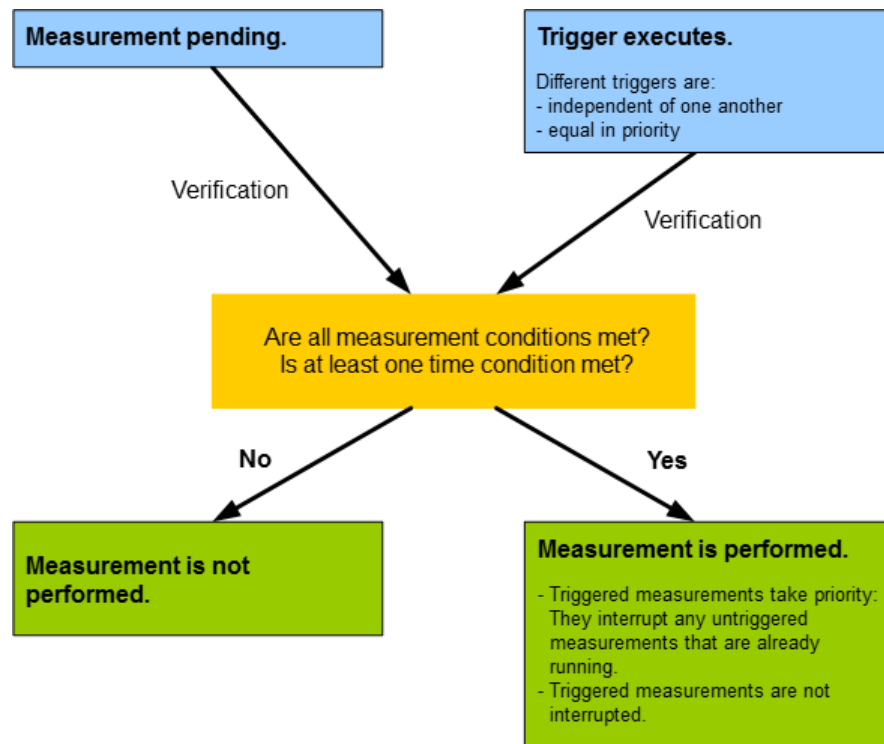 Measurement pending.
Trigger executes.
Different triggers are:
- independent of one another
- equal in priority
Verification
Verification
Are all measurement conditions met?
Is at least one time condition met?
No
Yes
Measurement is not
performed.
Measurement is performed.
- Triggered measurements take priority:
They interrupt any untriggered
measurements that are already
running.
- Triggered measurements are not
interrupted.